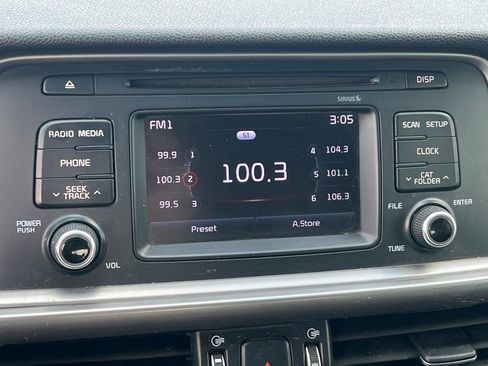 DISP
SIRIUS
RADIO MEDIA
PHONE
SEEK
TRACK
POWER
PUSH
VOL
FM1
3:05
ST
99.9 1
100.3 2
99.5 3
100.3
4 104.3
5 101.1
6 106.3
Preset
A.Store
SCAN SETUP
CLOCK
CAT
FOLDER
FILE
ENTER
TUNE